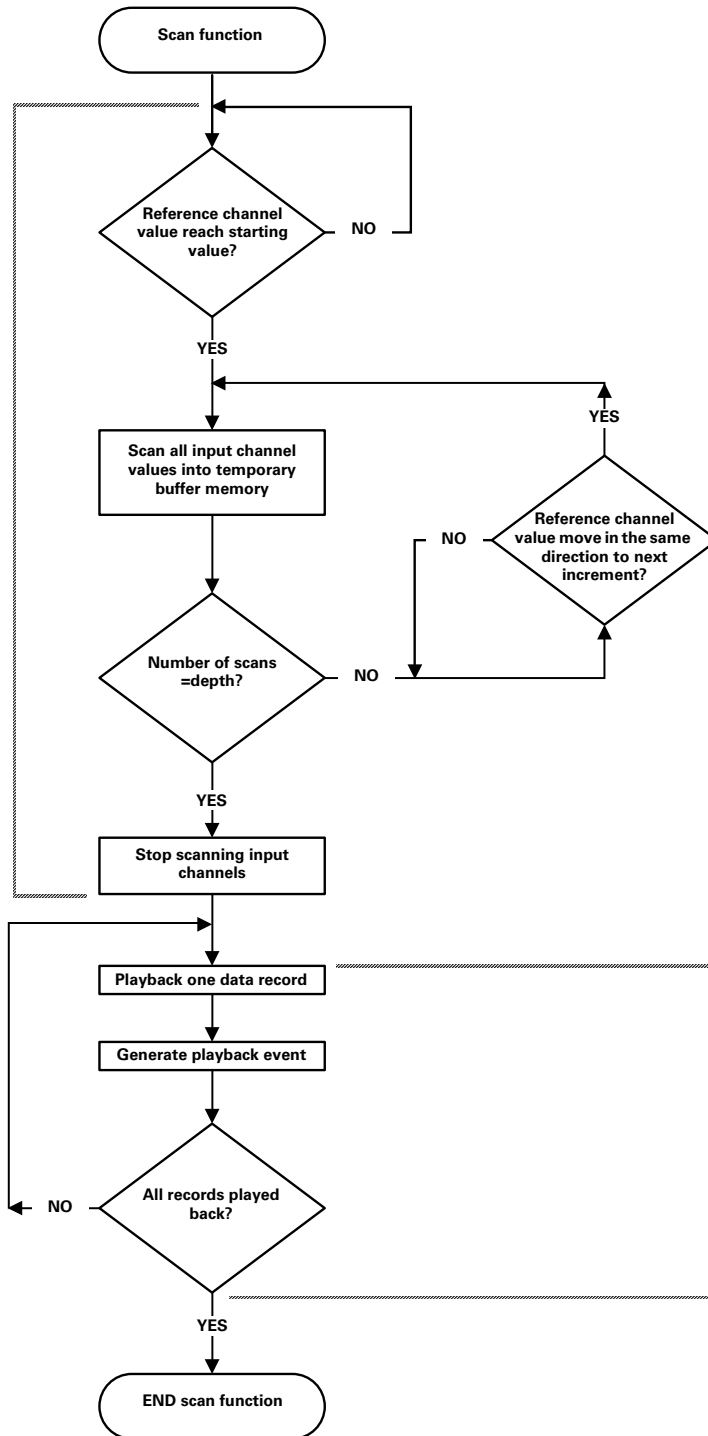 Scan function
Reference channel
value reach starting
value?
NO
YES
YES
Scan all input channel
values into temporary
buffer memory
Reference channel
value move in the same
direction to next
increment?
NO
Number of scans
=depth?
NO
YES
Stop scanning input
channels
Playback one data record
Generate playback event
All records played
back?
NO
YES
END scan function